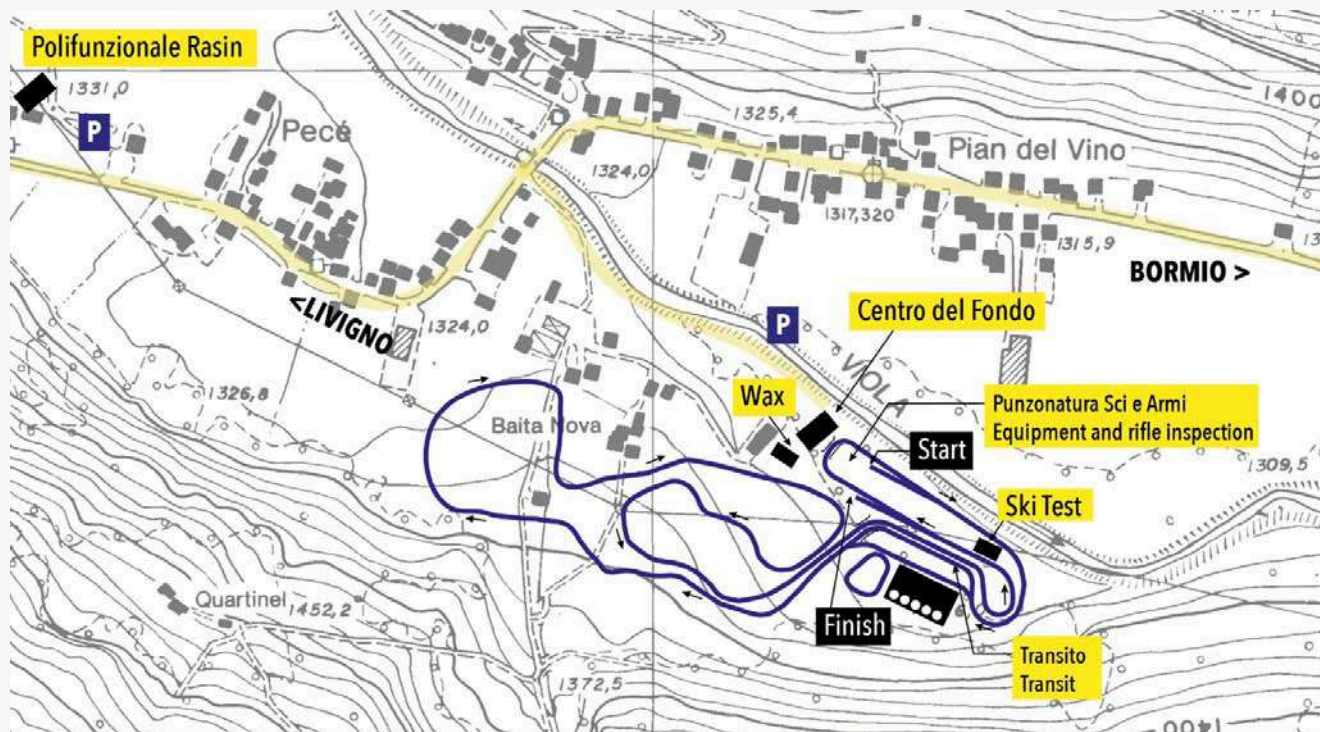 Polifunzionale Rasin
1331,0
P
Pecé
1325,4
1400
Pian del Vino
1324,0
1317,320
1315,9
BORMIO >
<LIVIGNO
1324,0
P
Centro del Fondo
VIOLA
1326,8
Wax
Punzonatura Sci e Armi
Equipment and rifle inspection
Baita Nova
Start
1309,5
Ski Test
Quartinel
1452,2
Finish
Transito
Transit
1372,5
1400